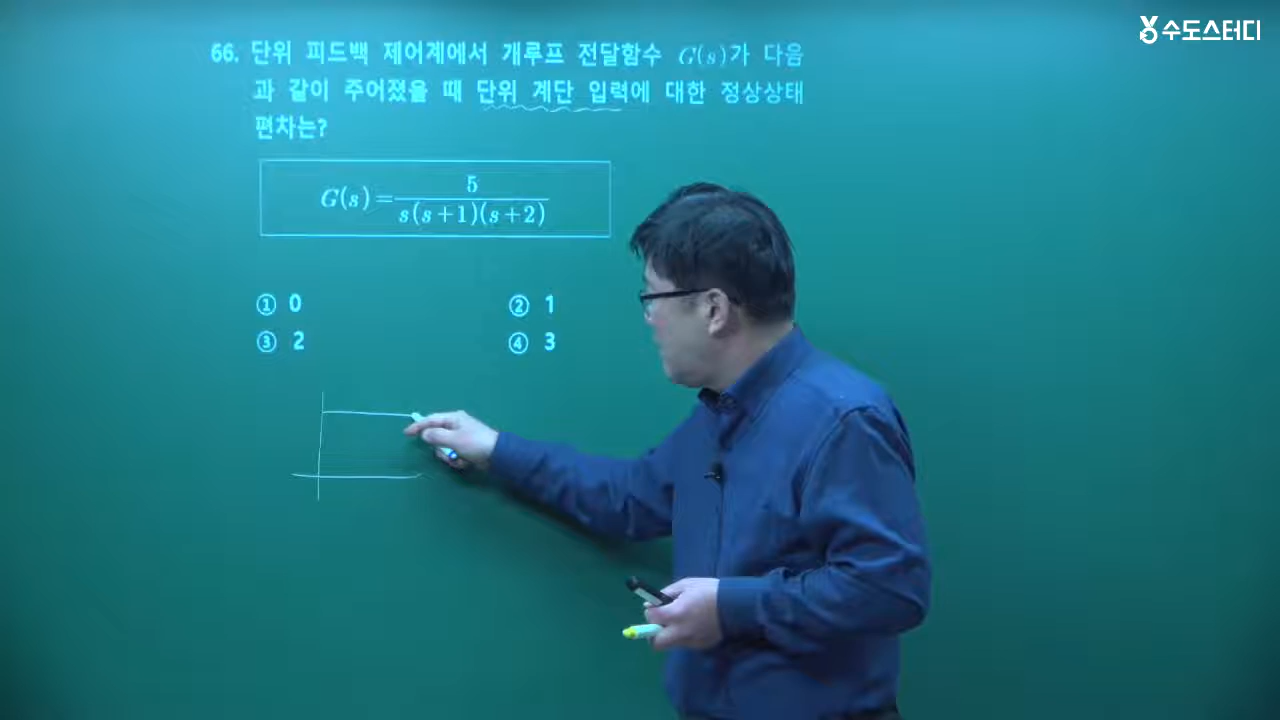 수도스터디
66. 단위 피드백 제어계에서 개루프 전달함수 G(s)가 다음
과 같이 주어졌을 때 단위 계단 입력에 대한 정상상태
편차는?
G(s)=5/s(s+1)(s+2)
① 0 ② 1
③ 2 ④ 3